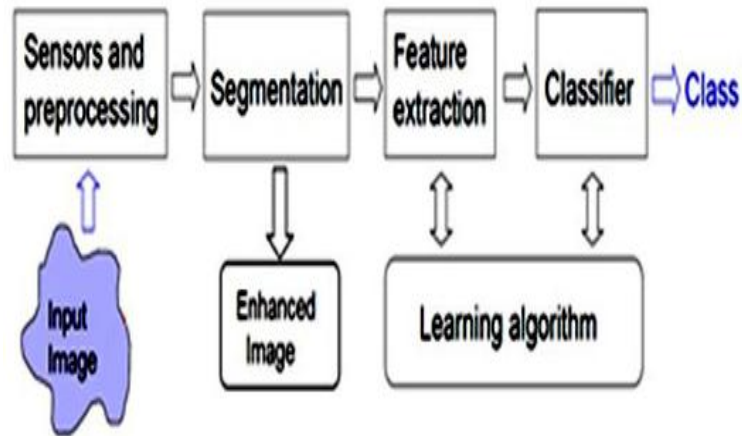 Sensors and
preprocessing
Segmentation
Feature
extraction
Classifier
Class
Input
Image
Enhanced
Image
Learning algorithm